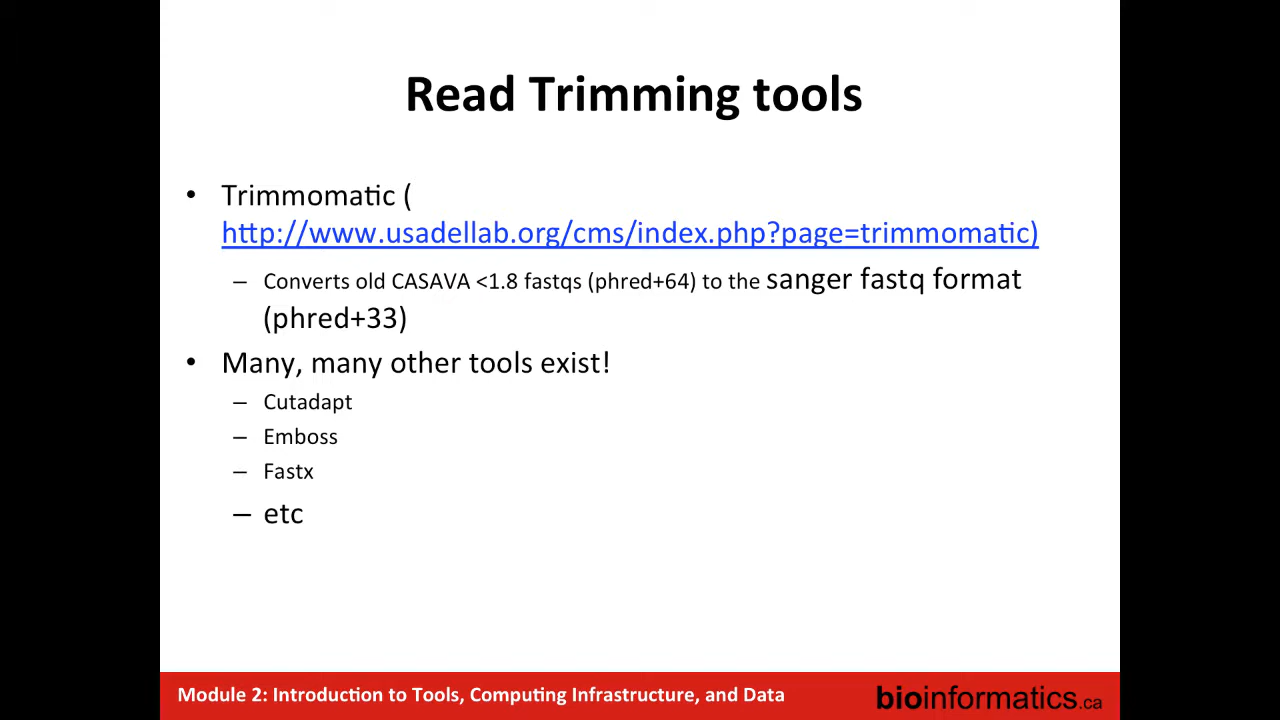 Read Trimming tools
• Trimmomatic (
http://www.usadellab.org/cms/index.php?page=trimmomatic)
– Converts old CASAVA <1.8 fastqs (phred+64) to the sanger fastq format
(phred+33)
• Many, many other tools exist!
– Cutadapt
– Emboss
– Fastx
– etc
Module 2: Introduction to Tools, Computing Infrastructure, and Data
bioinformatics.ca